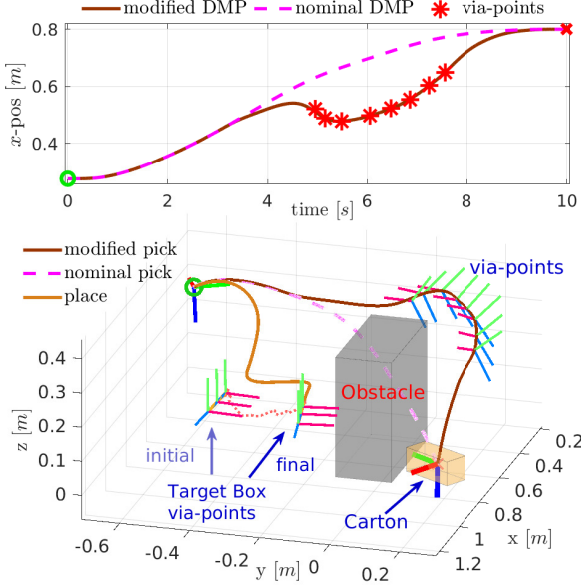 modified DMP nominal DMP via-points
0.8
0.6
0.4
x-pos [m]
0 2 4 6 8 10
time [s]
modified pick
nominal pick
place
via-points
0.4
0.3
0.2
0.1
0
z [m]
Obstacle
initial
final
Target Box
via-points
Carton
0.2
0.4
0.6
0.8
1
1.2
x [m]
-0.6 -0.4 -0.2 0 0.2
y [m]